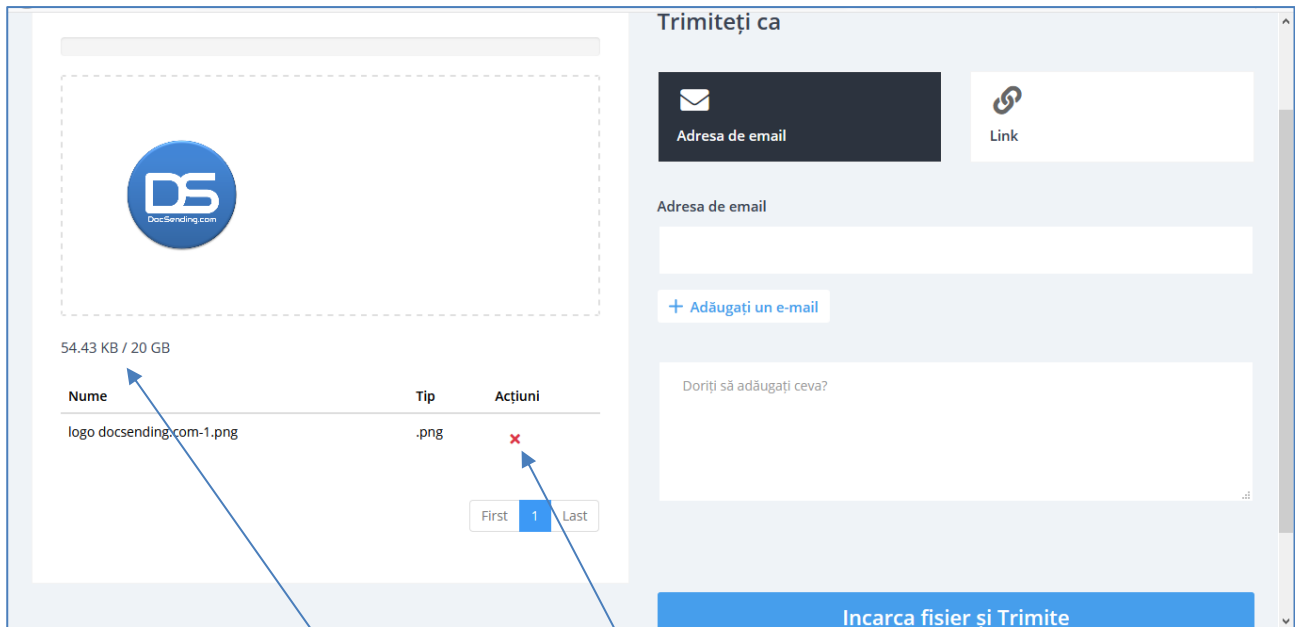 Trimiteți ca
Adresa de email
Link
DS
DocSending.com
Adresa de email
Adăugați un e-mail
54.43 KB / 20 GB
Nume Tip Acțiuni
logo docsending.com-1.png .png
First 1 Last
Doriți să adăugați ceva?
Incarca fisier și Trimite